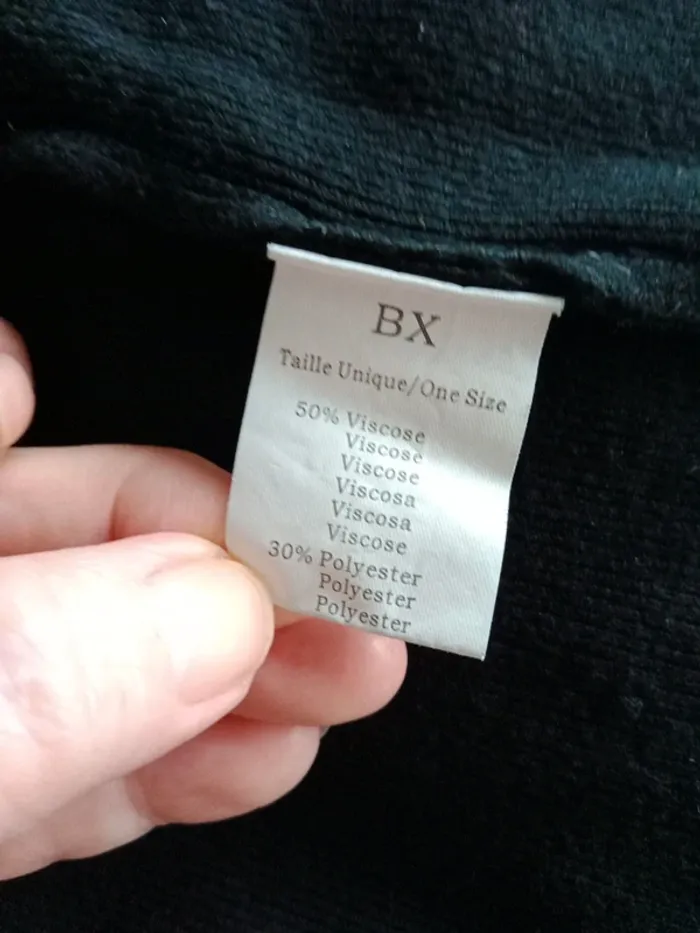 BX
Taille Unique/One Size
50% Viscose
Viscose
Viscose
Viscosa
Viscosa
Viscose
30% Polyester
Polyester
Polyester